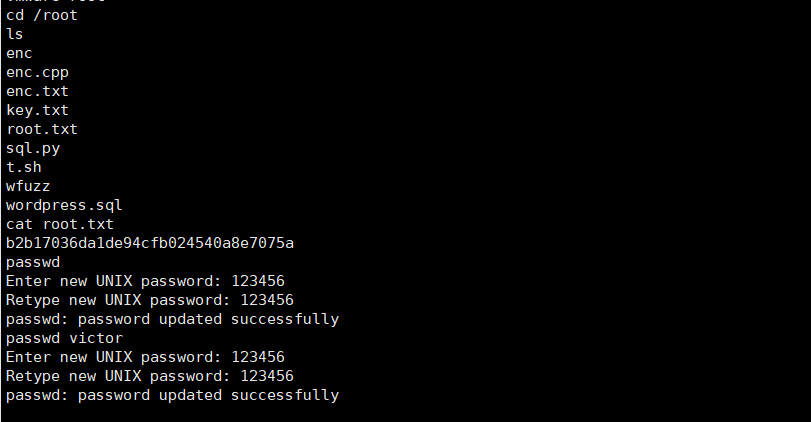 cd /root
ls
enc
enc.cpp
enc.txt
key.txt
root.txt
sql.py
t.sh
wfuzz
wordpress.sql
cat root.txt
b2b17036da1de94cfb024540a8e7075a
passwd
Enter new UNIX password: 123456
Retype new UNIX password: 123456
passwd: password updated successfully
passwd victor
Enter new UNIX password: 123456
Retype new UNIX password: 123456
passwd: password updated successfully